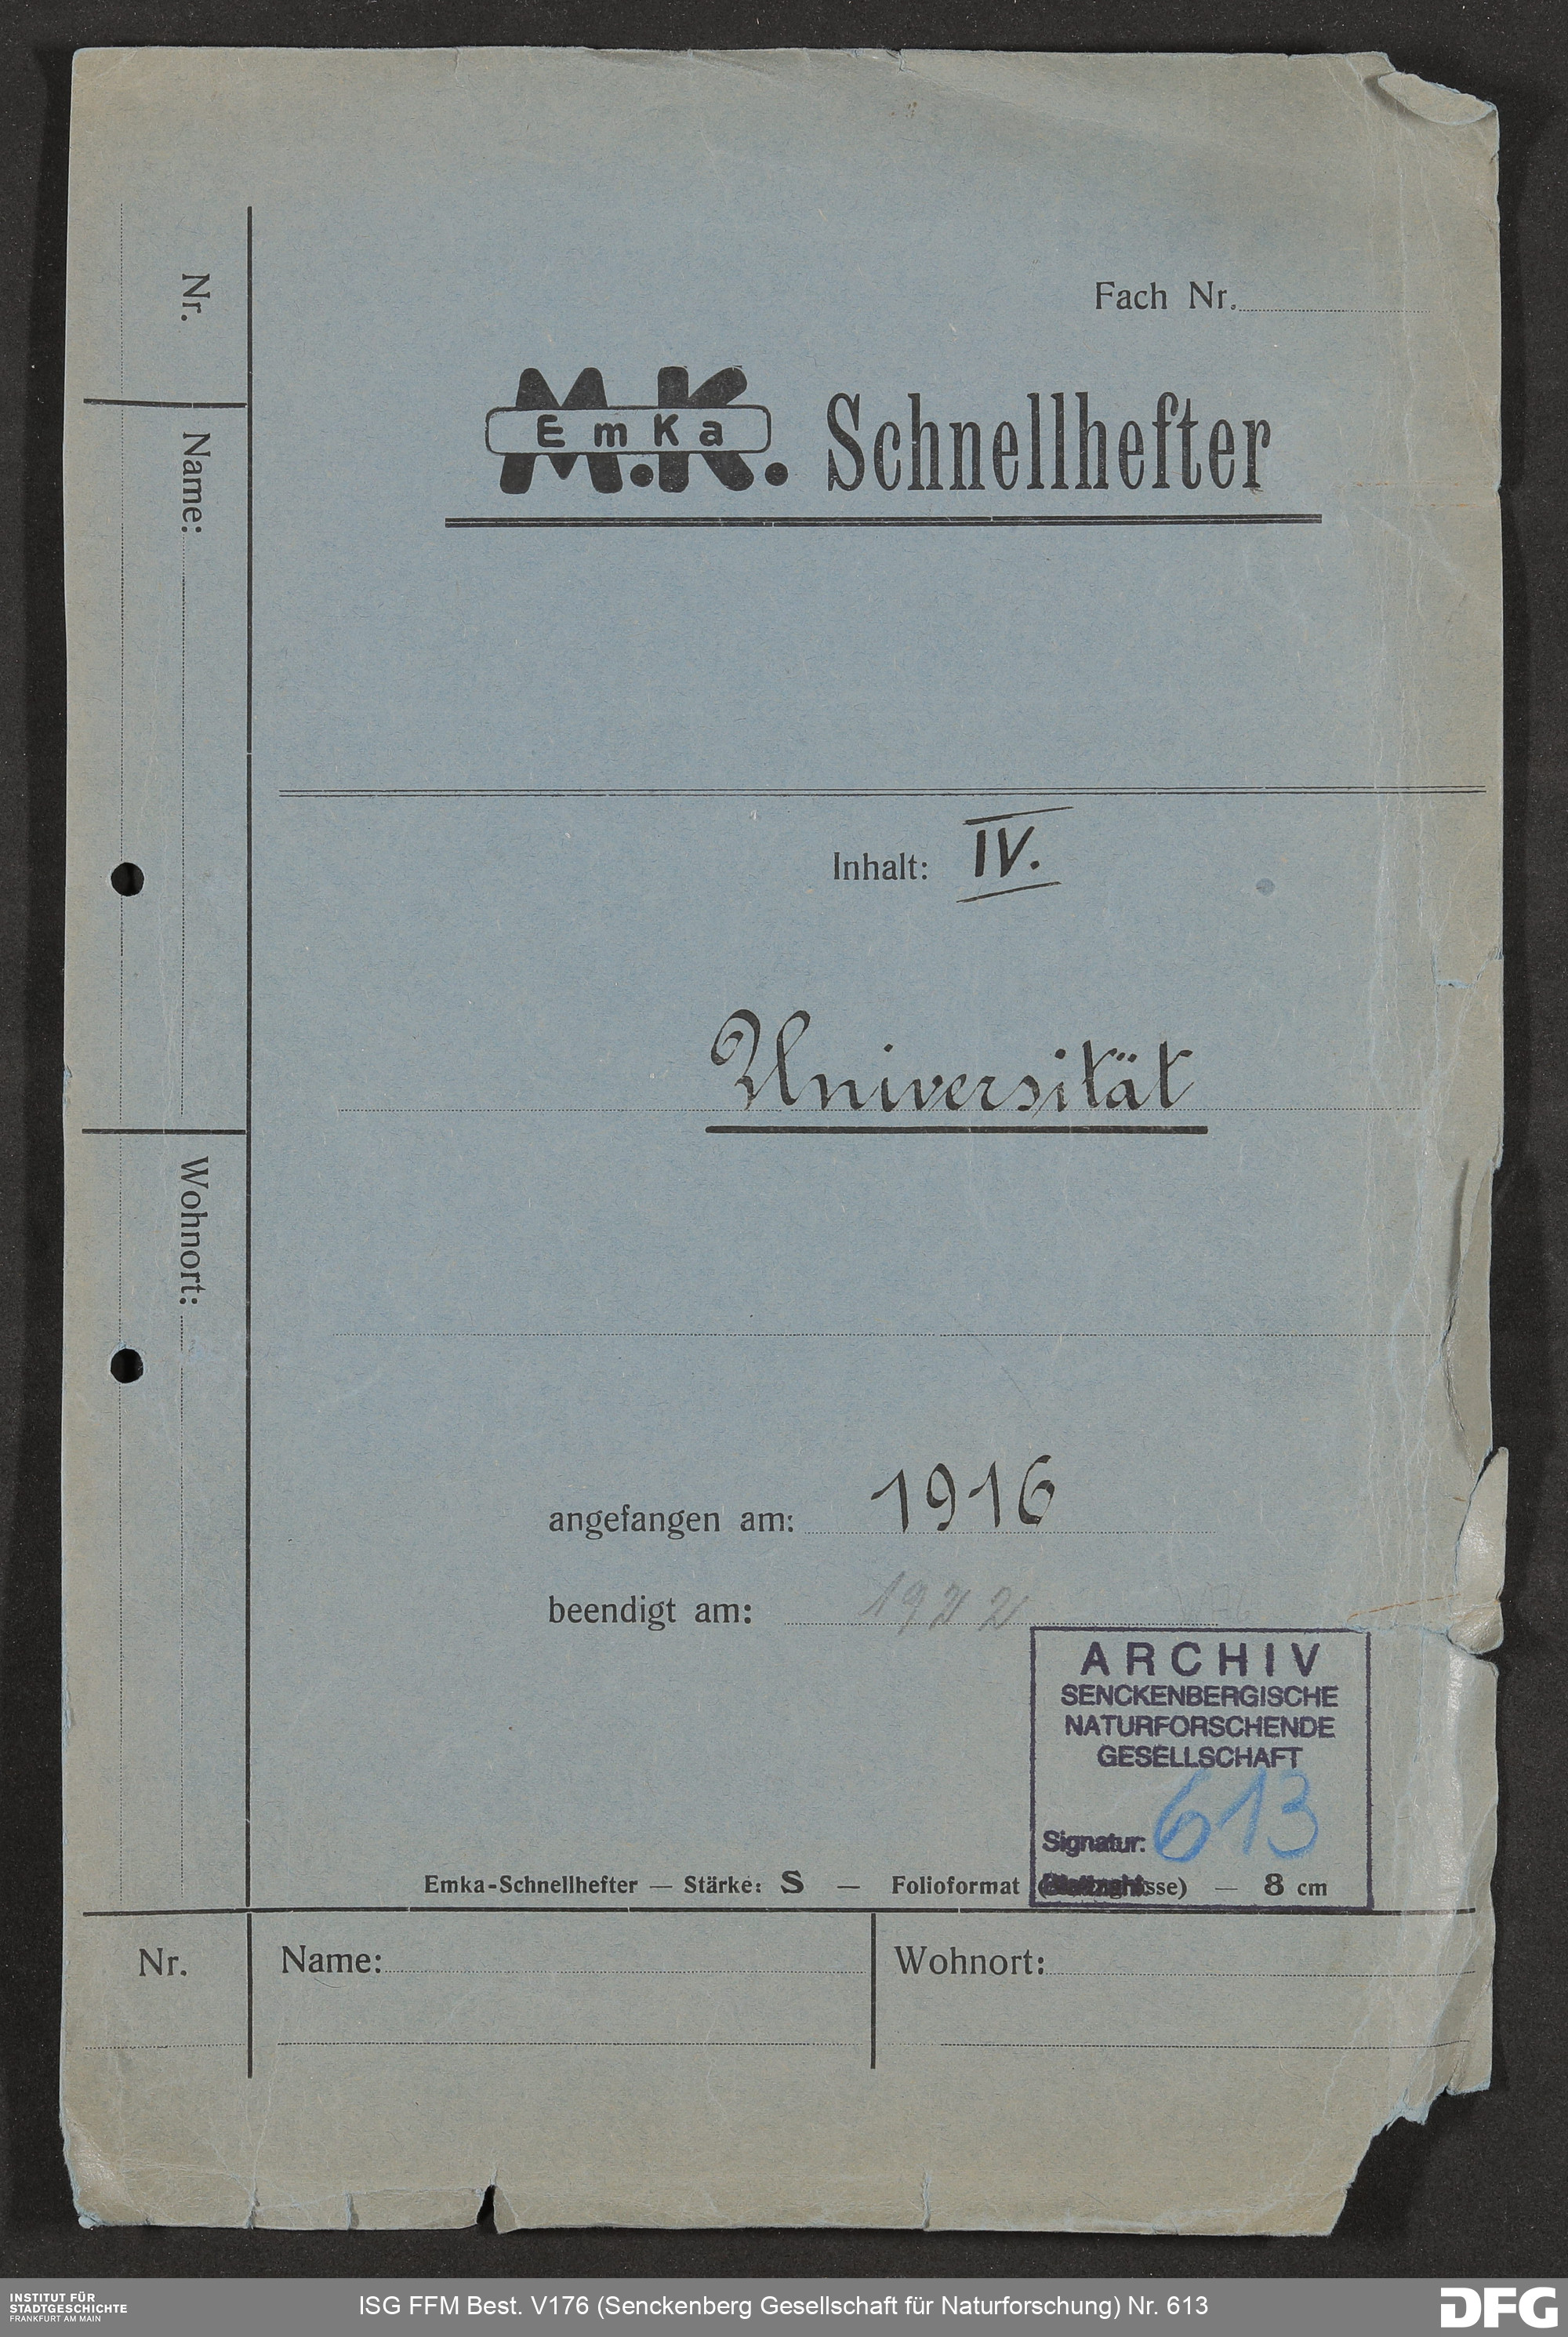 Fach Nr.
M.K.
EmKa
Schnellhefter
Nr.
Name:
Wohnort:
Inhalt: IV.
Universität
angefangen am: 1916
beendigt am: 1922
ARCHIV
SENCKENBERGISCHE
NATURFORSCHENDE
GESELLSCHAFT
Signatur: 613
Emka-Schnellhefter — Stärke: S — Folioformat — 8 cm
Nr.
Name:
Wohnort:
INSTITUT FÜR
STADTGESCHICHTE
FRANKFURT AM MAIN
ISG FFM Best. V176 (Senckenberg Gesellschaft für Naturforschung) Nr. 613
DFG